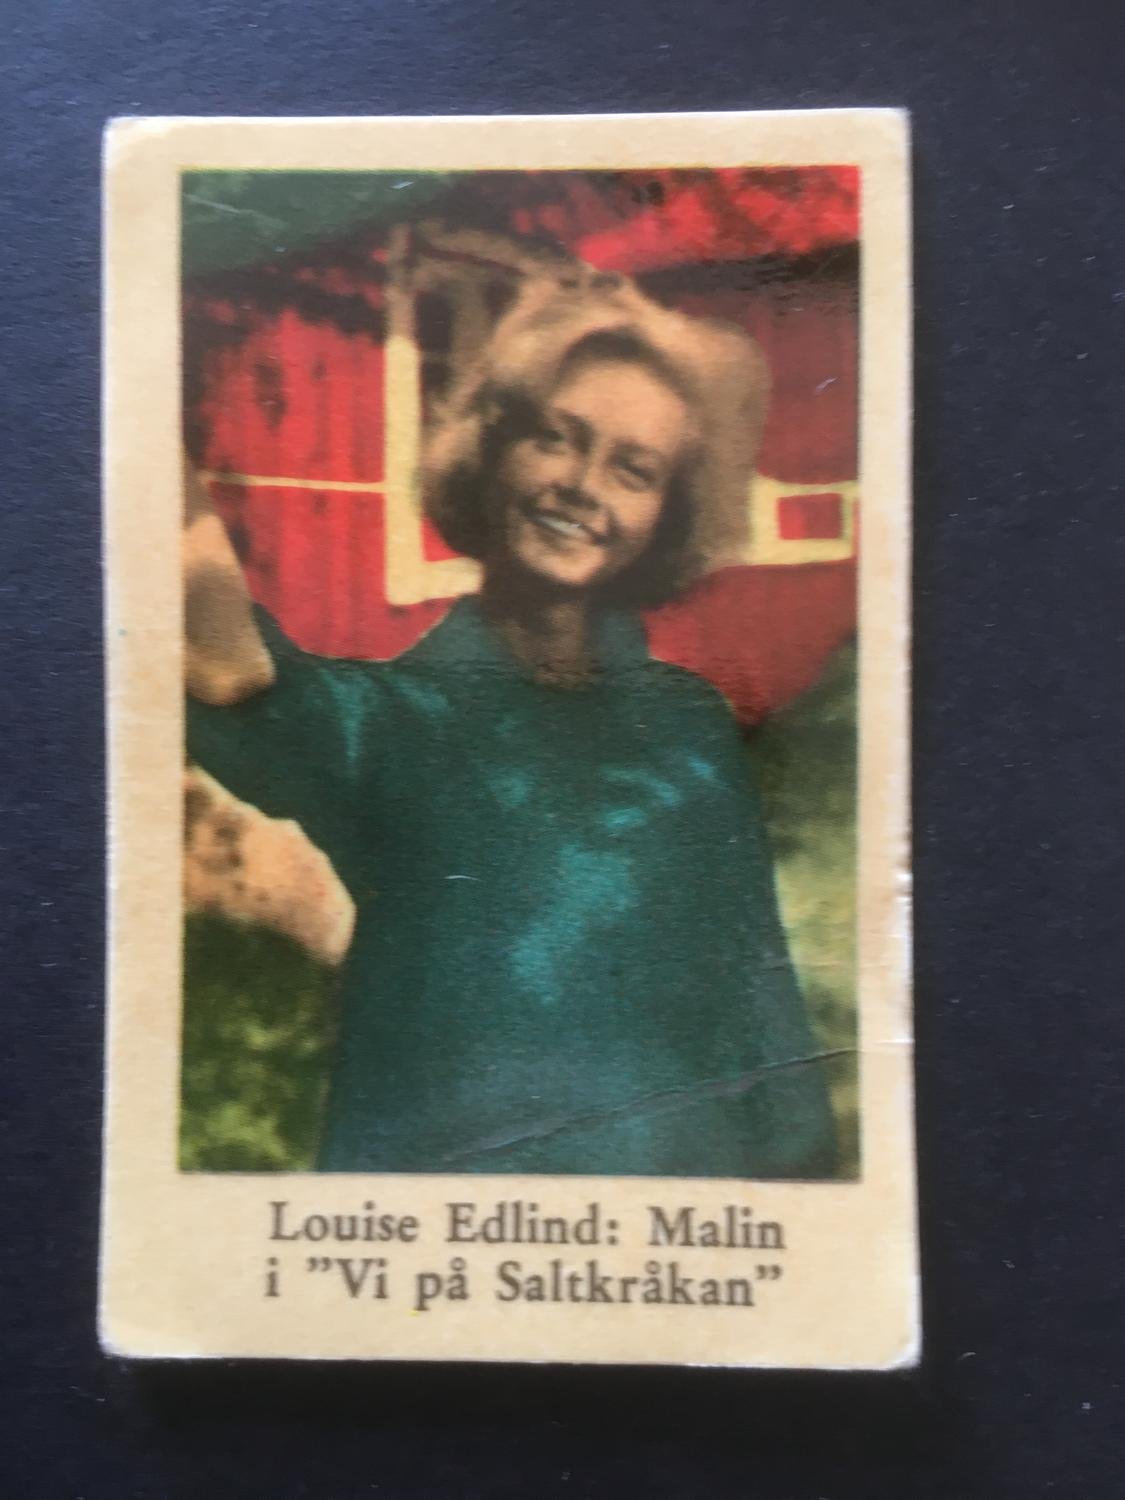 Louise Edlind: Malin
i ”Vi på Saltkråkan”